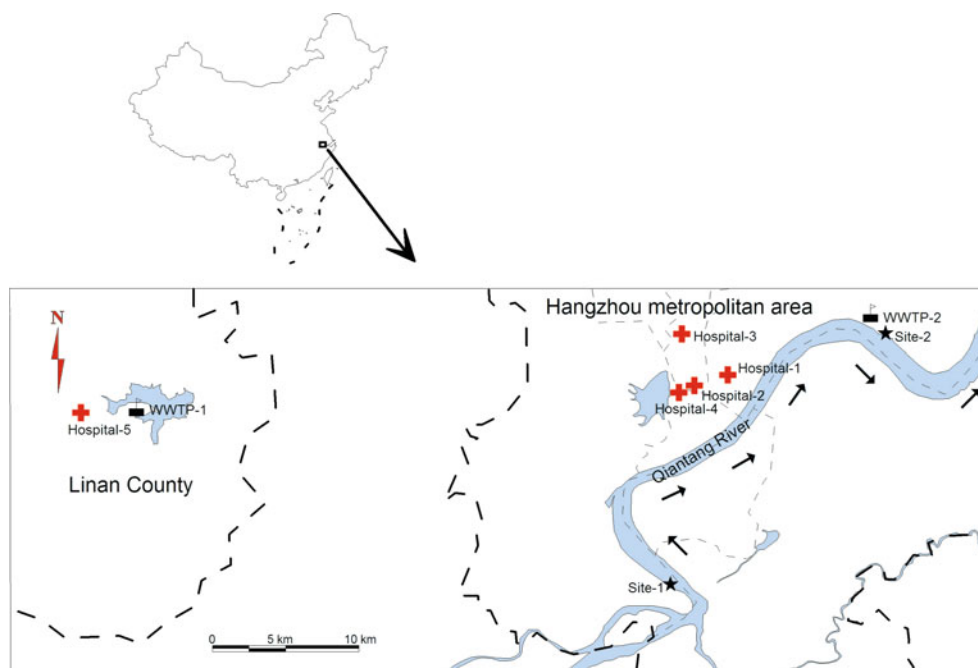 Hangzhou metropolitan area
N
WWTP-2
Site-2
Hospital-3
Hospital-1
Hospital-2
Hospital-4
WWTP-1
Hospital-5
Qiantang River
Linan County
Site-1
0 5 km 10 km